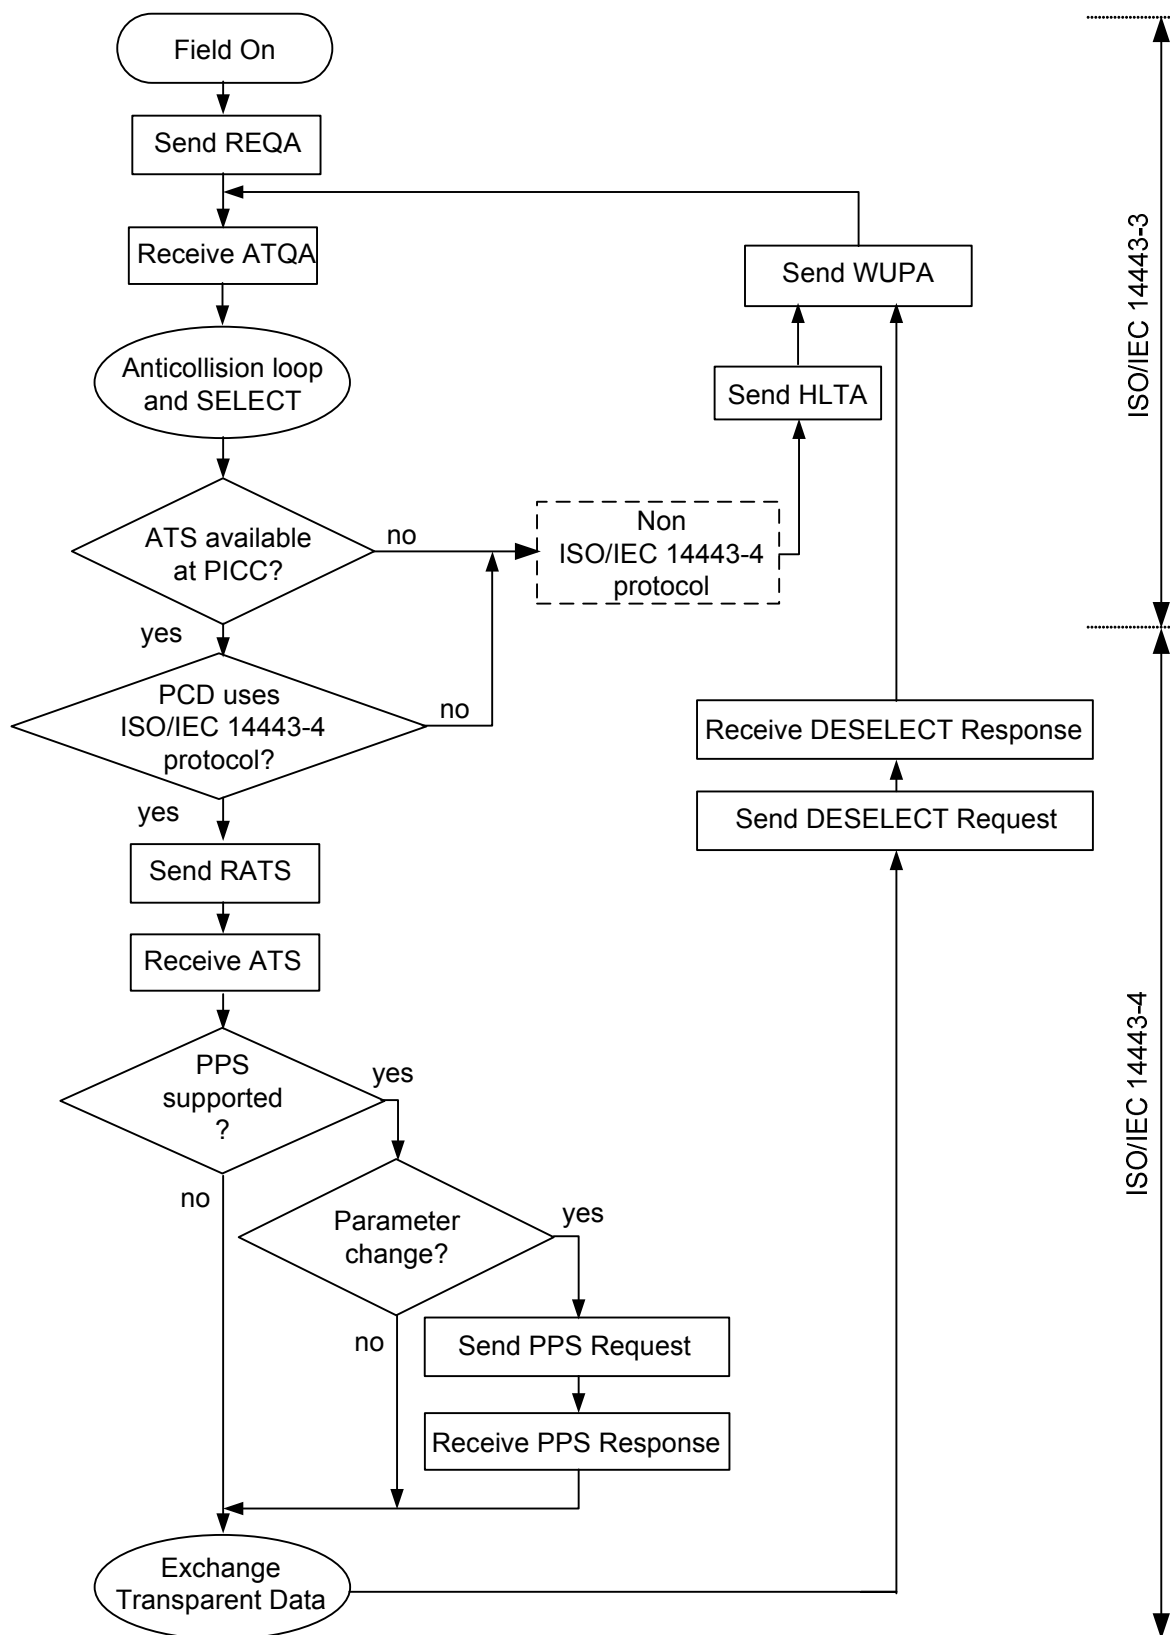 Field On
Send REQA
Receive ATQA
Send WUPA
Anticollision loop
and SELECT
Send HLTA
ATS available
at PICC?
no
Non
ISO/IEC 14443-4
protocol
yes
PCD uses
ISO/IEC 14443-4
protocol?
no
yes
Receive DESELECT Response
Send DESELECT Request
Send RATS
Receive ATS
PPS
supported
?
yes
no
Parameter
change?
yes
no
Send PPS Request
Receive PPS Response
Exchange
Transparent Data
ISO/IEC 14443-3
ISO/IEC 14443-4